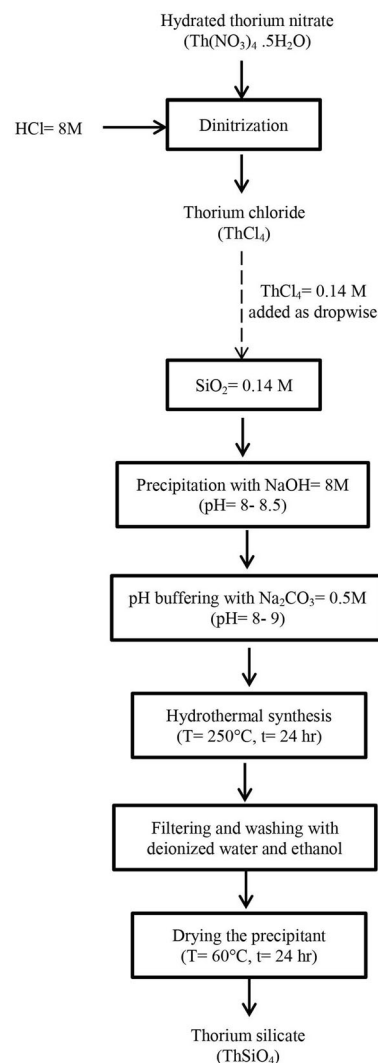 Hydrated thorium nitrate
(Th(NO₃)₄ .5H₂O)
HCl= 8M
Dinitrization
Thorium chloride
(ThCl₄)
ThCl₄= 0.14 M
added as dropwise
SiO₂= 0.14 M
Precipitation with NaOH= 8M
(pH= 8- 8.5)
pH buffering with Na₂CO₃= 0.5M
(pH= 8- 9)
Hydrothermal synthesis
(T= 250°C, t= 24 hr)
Filtering and washing with
deionized water and ethanol
Drying the precipitant
(T= 60°C, t= 24 hr)
Thorium silicate
(ThSiO₄)